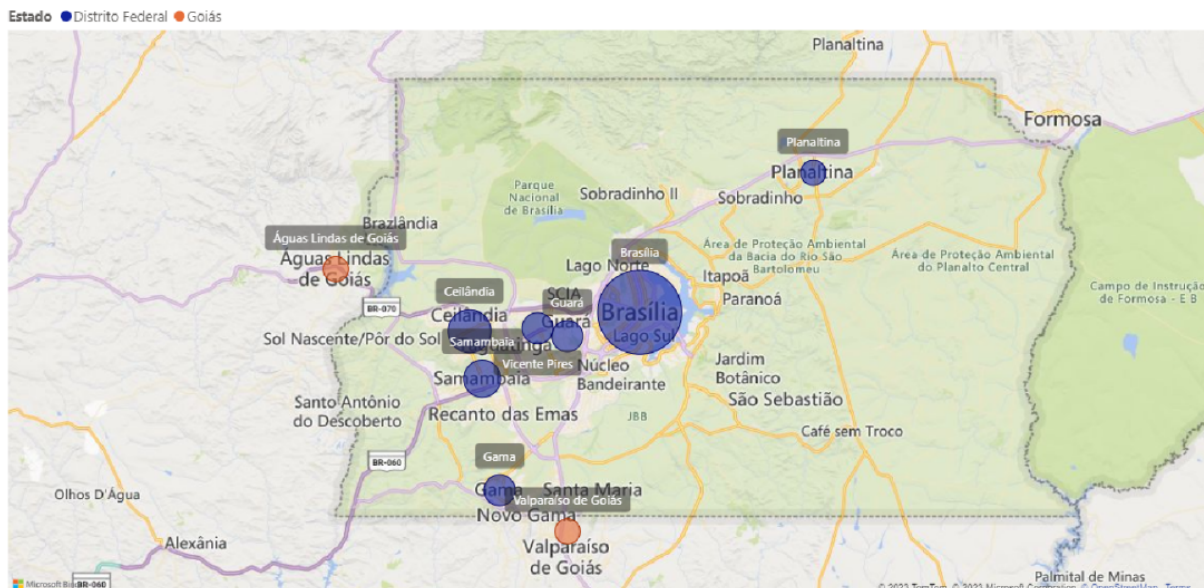 Estado Distrito Federal Goiás
Planaltina
Formosa
Planaltina
Planaltina
Parque
Nacional
de Brasília
Sobradinho II
Sobradinho
Brazlândia
Águas Lindas de Goiás
Águas Lindas
de Goiás
Brasília
Lago Norte
Área de Proteção Ambiental
da Bacia do Rio São
Bartolomeu
Área de Proteção Ambiental
do Planalto Central
Itapoã
Paranoá
Campo de Instrução
de Formosa - E B
Ceilândia
Ceilândia
SCIA
Guará
Guará
Brasília
Lago Sul
BR-070
Sol Nascente/Pôr do Sol
Samambaia
Vicente Pires
Samambaia
Núcleo
Bandeirante
Jardim
Botânico
São Sebastião
Santo Antônio
do Descoberto
Recanto das Emas
JBB
Café sem Troco
BR-060
Gama
Gama
Santa Maria
Valparaíso de Goiás
Novo Gama
Olhos D'Água
Alexânia
Valparaíso
de Goiás
Palmital de Minas
BR-060